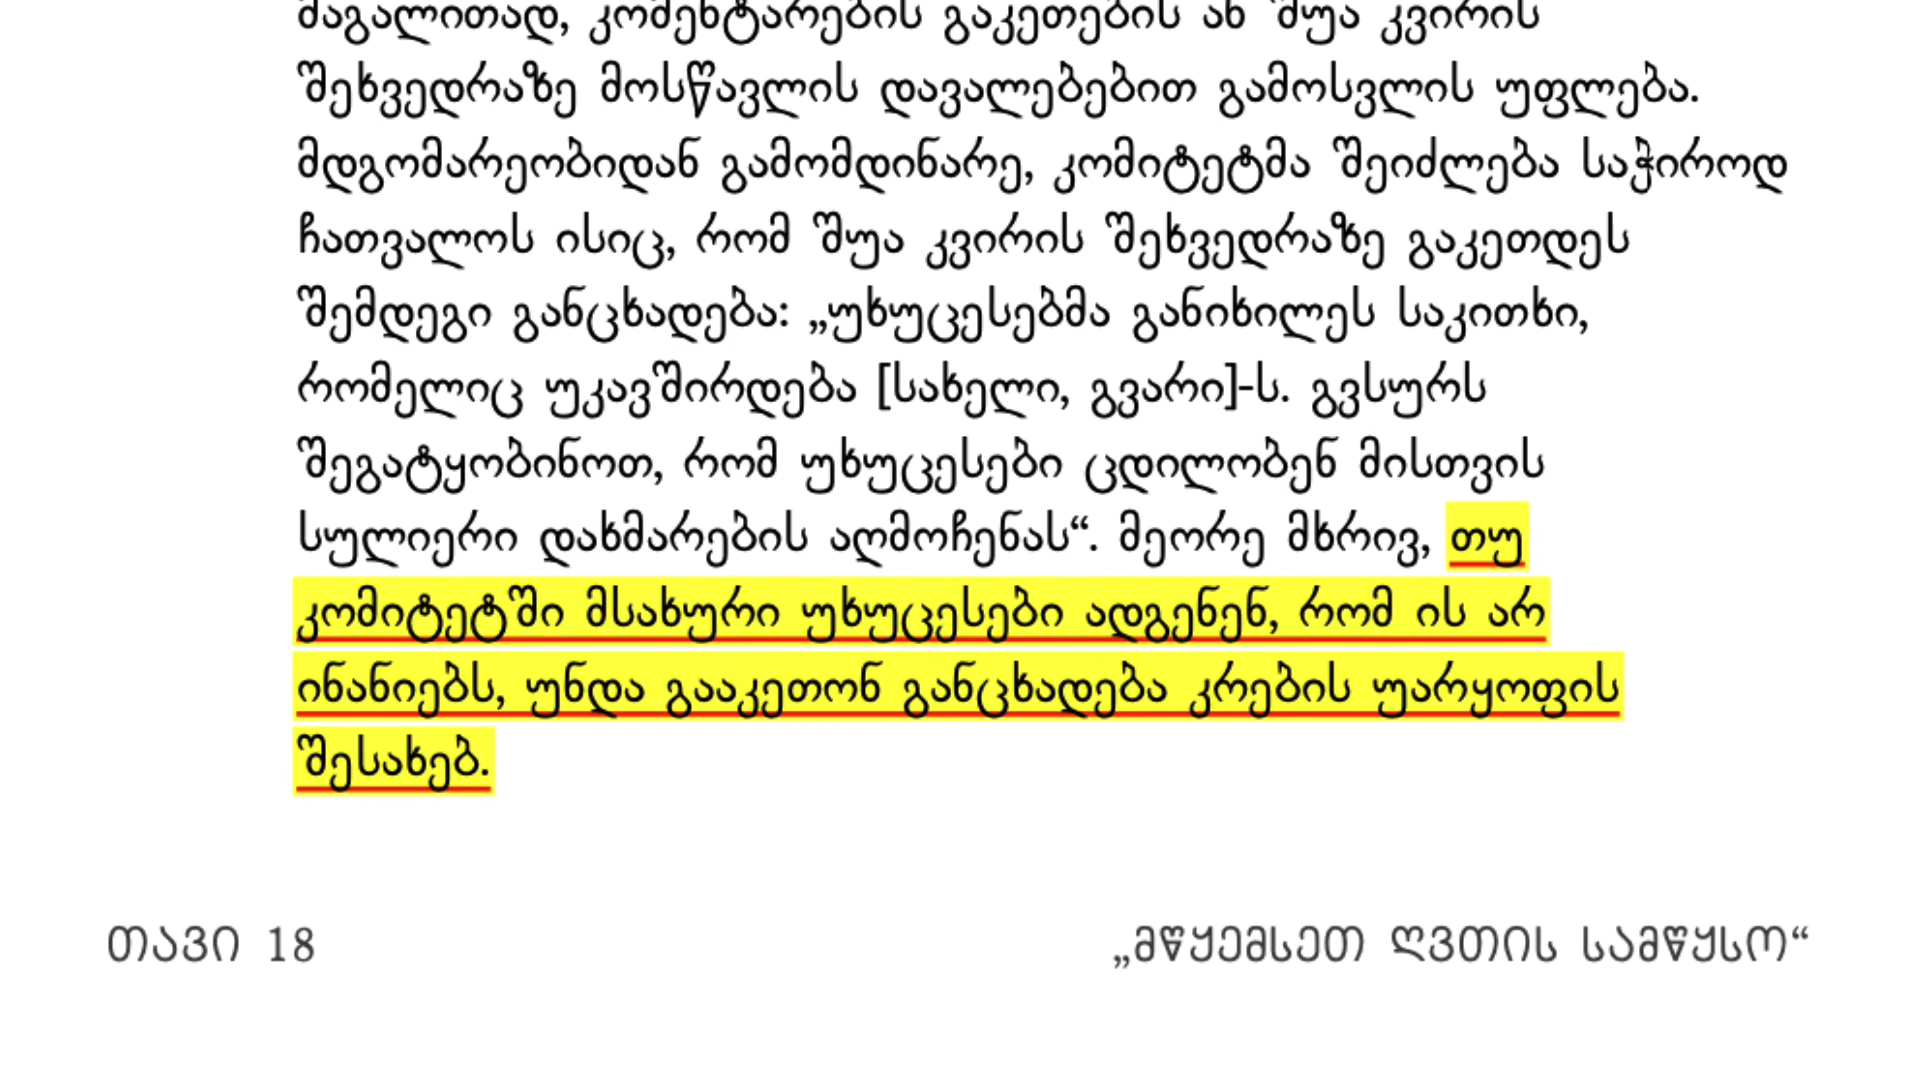 მაგალითად, კომენტარების გაკეთების ან შუა კვირის
შეხვედრაზე მოსწავლის დავალებებით გამოსვლის უფლება.
მდგომარეობიდან გამომდინარე, კომიტეტმა შეიძლება საჭიროდ
ჩათვალოს ისიც, რომ შუა კვირის შეხვედრაზე გაკეთდეს
შემდეგი განცხადება: „უხუცესებმა განიხილეს საკითხი,
რომელიც უკავშირდება [სახელი, გვარი]-ს. გვსურს
შეგატყობინოთ, რომ უხუცესები ცდილობენ მისთვის
სულიერი დახმარების აღმოჩენას“. მეორე მხრივ, თუ
კომიტეტში მსახური უხუცესები ადგენენ, რომ ის არ
ინანიებს, უნდა გააკეთონ განცხადება კრების უარყოფის
შესახებ.
თავი 18
„მწყემსეთ ღვთის სამწყსო“